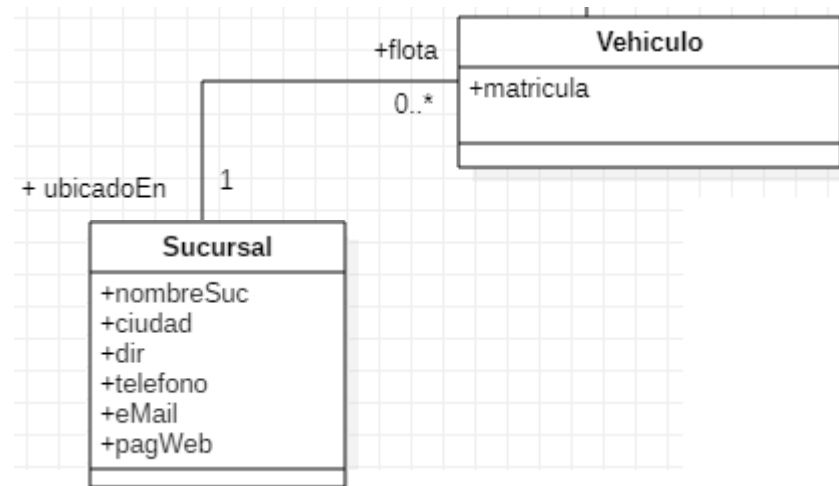 +flota
Vehiculo
+matricula
0..*
+ ubicadoEn
1
Sucursal
+nombreSuc
+ciudad
+dir
+telefono
+eMail
+pagWeb